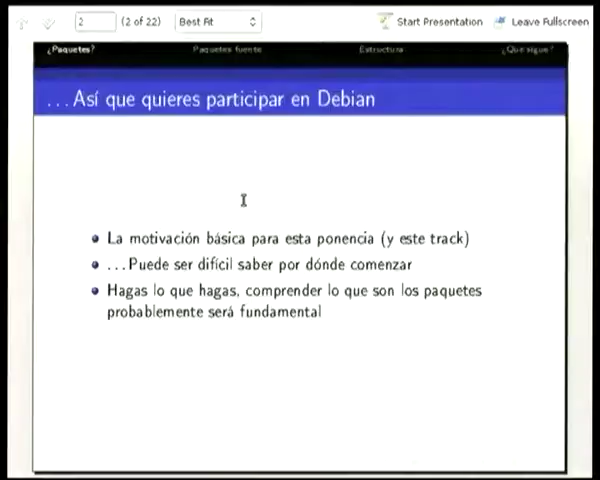 2 (2 of 22) Best Fit Start Presentation Leave Fullscreen
¿Paquetes? Paquetes fuente Estructura ¿Qué sigue?
...Así que quieres participar en Debian
La motivación básica para esta ponencia (y este track)
...Puede ser difícil saber por dónde comenzar
Hagas lo que hagas, comprender lo que son los paquetes
probablemente será fundamental